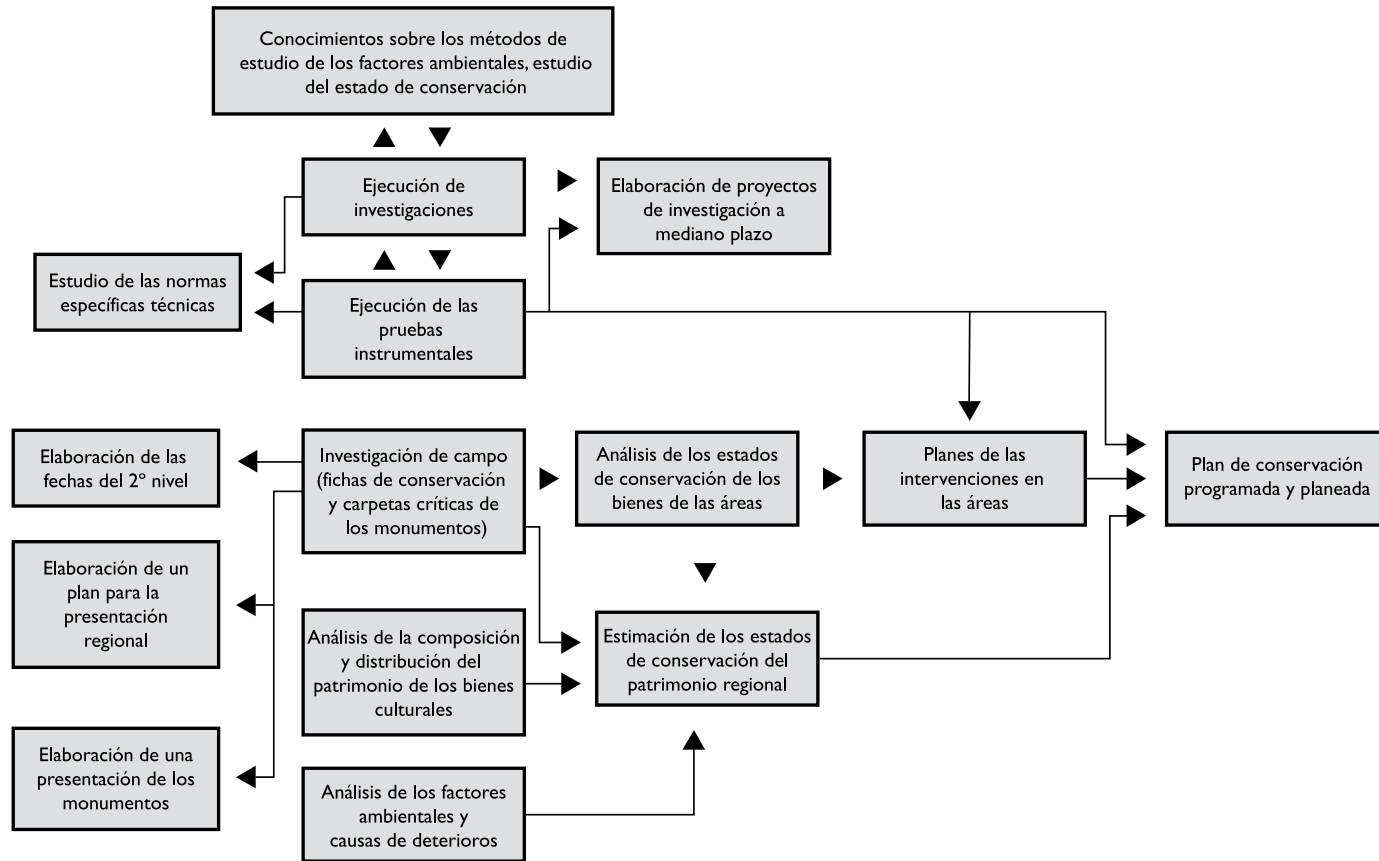 Conocimientos sobre los métodos de
estudio de los factores ambientales, estudio
del estado de conservación
Ejecución de
investigaciones
Elaboración de proyectos
de investigación a
mediano plazo
Estudio de las normas
específicas técnicas
Ejecución de las
pruebas
instrumentales
Elaboración de las
fechas del 2º nivel
Investigación de campo
(fichas de conservación
y carpetas críticas de
los monumentos)
Análisis de los estados
de conservación de los
bienes de las áreas
Planes de las
intervenciones en
las áreas
Plan de conservación
programada y planeada
Elaboración de un
plan para la
presentación
regional
Análisis de la composición
y distribución del
patrimonio de los bienes
culturales
Estimación de los estados
de conservación del
patrimonio regional
Elaboración de una
presentación de los
monumentos
Análisis de los factores
ambientales y
causas de deterioros